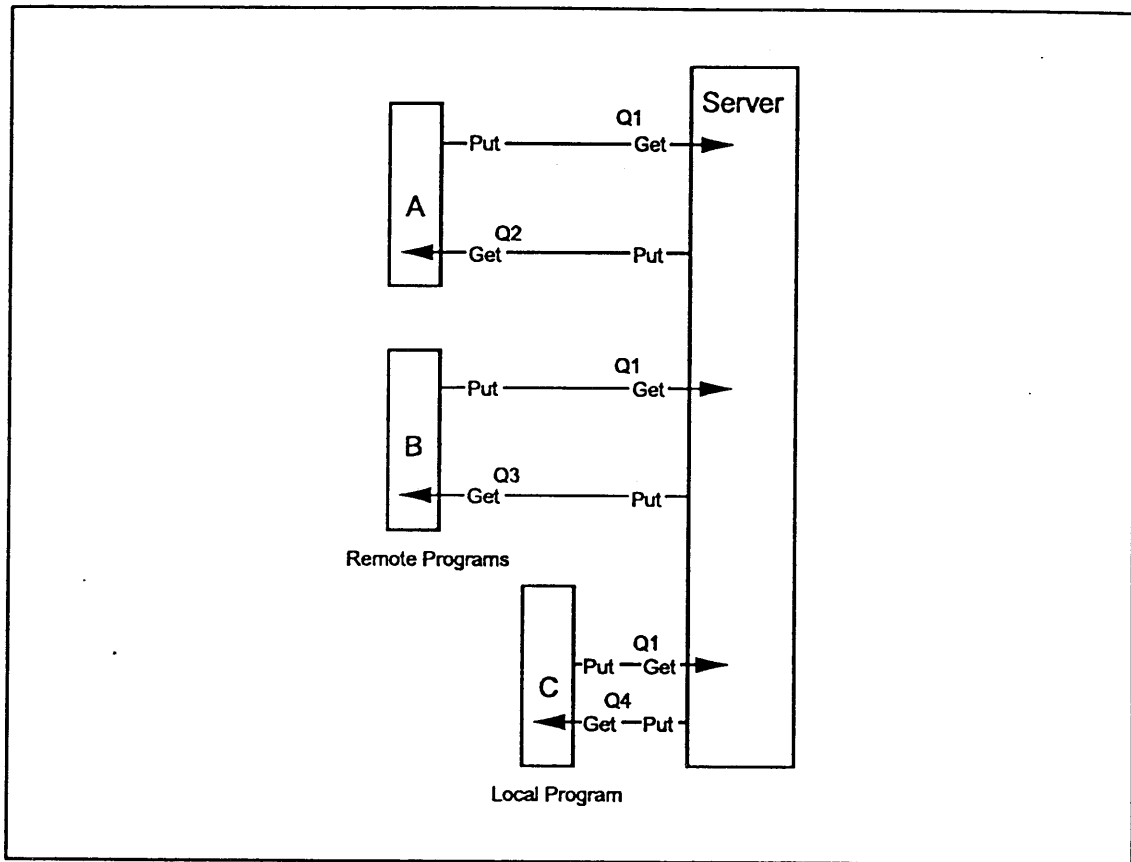 Server
Q1
Put Get
A
Q2
Get Put
Q1
Put Get
B
Q3
Get Put
Remote Programs
Q1
Put Get
C
Q4
Get Put
Local Program